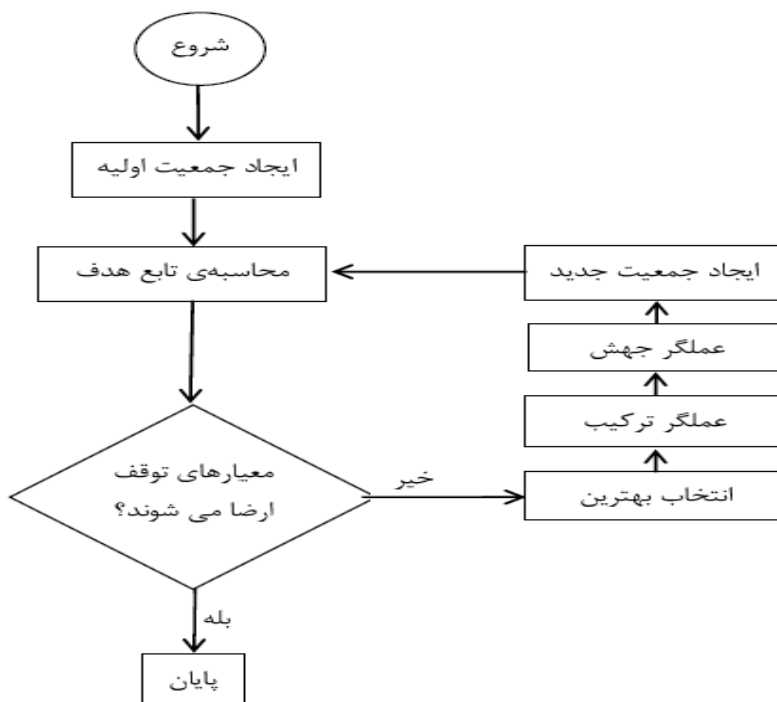 شروع
ایجاد جمعیت اولیه
محاسبه‌ی تابع هدف
معیارهای توقف
ارضا می شوند؟
خیر
انتخاب بهترین
عملگر ترکیب
عملگر جهش
ایجاد جمعیت جدید
بله
پایان